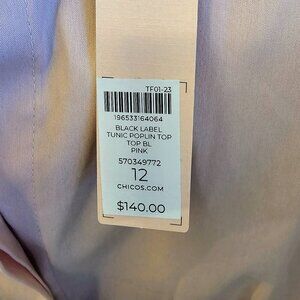 TF01-23
196533164064
BLACK LABEL
TUNIC POPLIN TOP
TOP BL
PINK
570349772
12
CHICOS.COM
$140.00